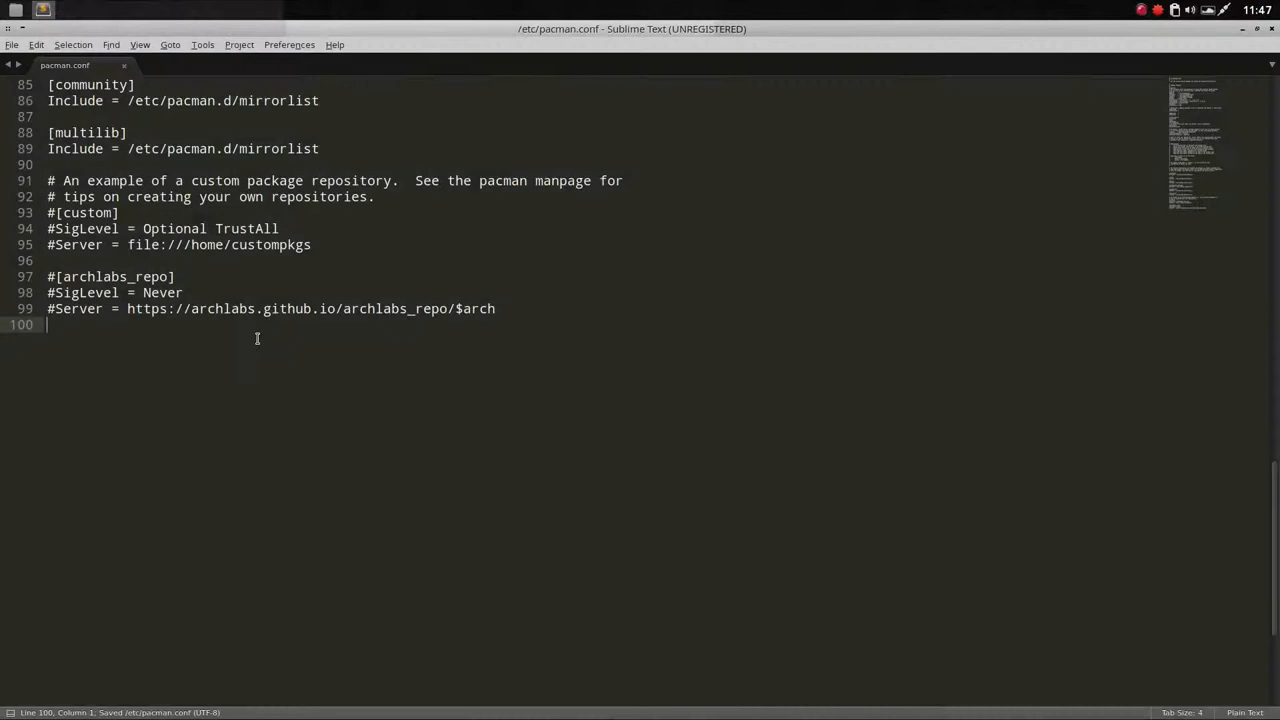 11:47
/etc/pacman.conf - Sublime Text (UNREGISTERED)
File Edit Selection Find View Goto Tools Project Preferences Help
pacman.conf
85 [community]
86 Include = /etc/pacman.d/mirrorlist
87
88 [multilib]
89 Include = /etc/pacman.d/mirrorlist
90
91 # An example of a custom package repository.  See the pacman manpage for
92 # tips on creating your own repositories.
93 #[custom]
94 #SigLevel = Optional TrustAll
95 #Server = file:///home/custompkgs
96
97 #[archlabs_repo]
98 #SigLevel = Never
99 #Server = https://archlabs.github.io/archlabs_repo/$arch
100
Line 100, Column 1; Saved /etc/pacman.conf (UTF-8) Tab Size: 4 Plain Text